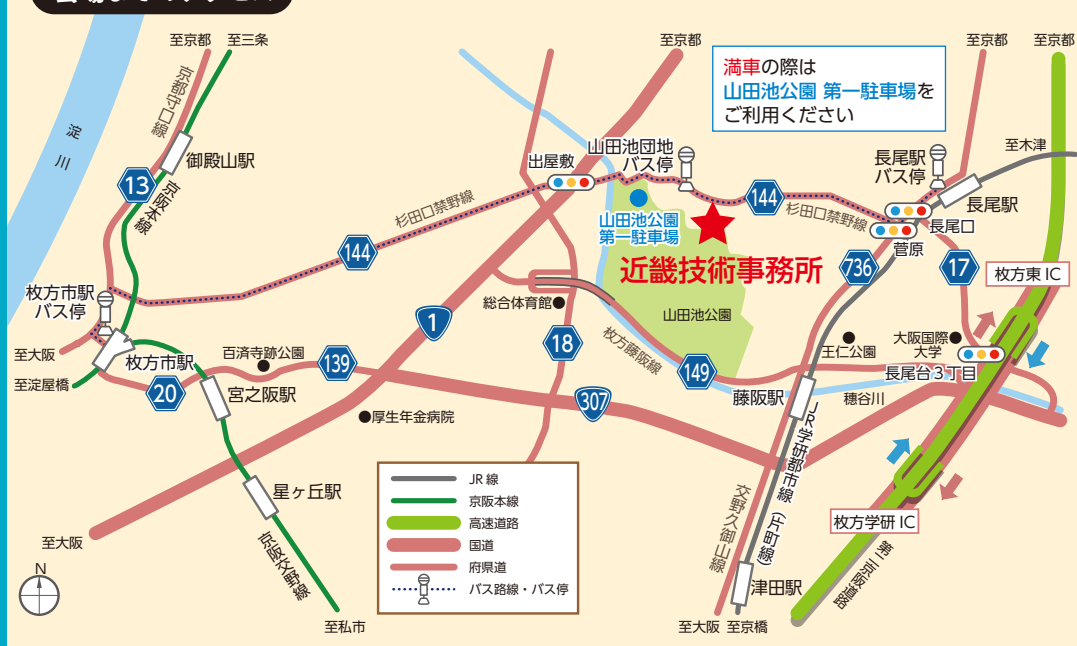 至京都
至三条
至京都
至京都
至京都
満車の際は
山田池公園 第一駐車場を
ご利用ください
京都守口線
淀川
御殿山駅
13
京阪本線
出屋敷
山田池団地
バス停
長尾駅
バス停
至木津
長尾駅
144
杉田口禁野線
杉田口禁野線
144
山田池公園
第一駐車場
長尾口
菅原
近畿技術事務所
736
17
枚方東 IC
枚方市駅
バス停
総合体育館
1
18
山田池公園
枚方藤阪線
149
王仁公園
大阪国際
大学
長尾台3丁目
至大阪
枚方市駅
百済寺跡公園
139
至淀屋橋
20
宮之阪駅
307
藤阪駅
穂谷川
厚生年金病院
JR学研都市線(片町線)
星ヶ丘駅
交野久御山線
枚方学研 IC
第二京阪道路
至大阪
京阪交野線
津田駅
N
至私市
至大阪
至京橋
JR 線
京阪本線
高速道路
国道
府県道
バス路線・バス停